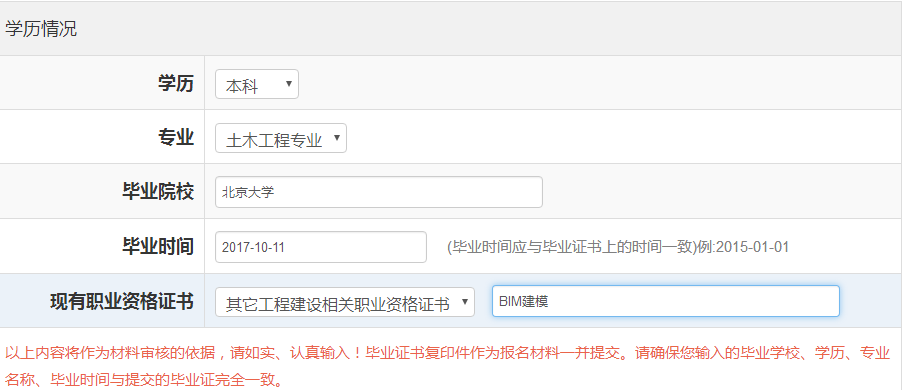 学历情况
学历 本科
专业 土木工程专业
毕业院校 北京大学
毕业时间 2017-10-11 (毕业时间应与毕业证书上的时间一致)例:2015-01-01
现有职业资格证书 其它工程建设相关职业资格证书 BIM建模
以上内容将作为材料审核的依据，请如实、认真输入！毕业证书复印件作为报名材料一并提交。请确保您输入的毕业学校、学历、专业
名称、毕业时间与提交的毕业证完全一致。